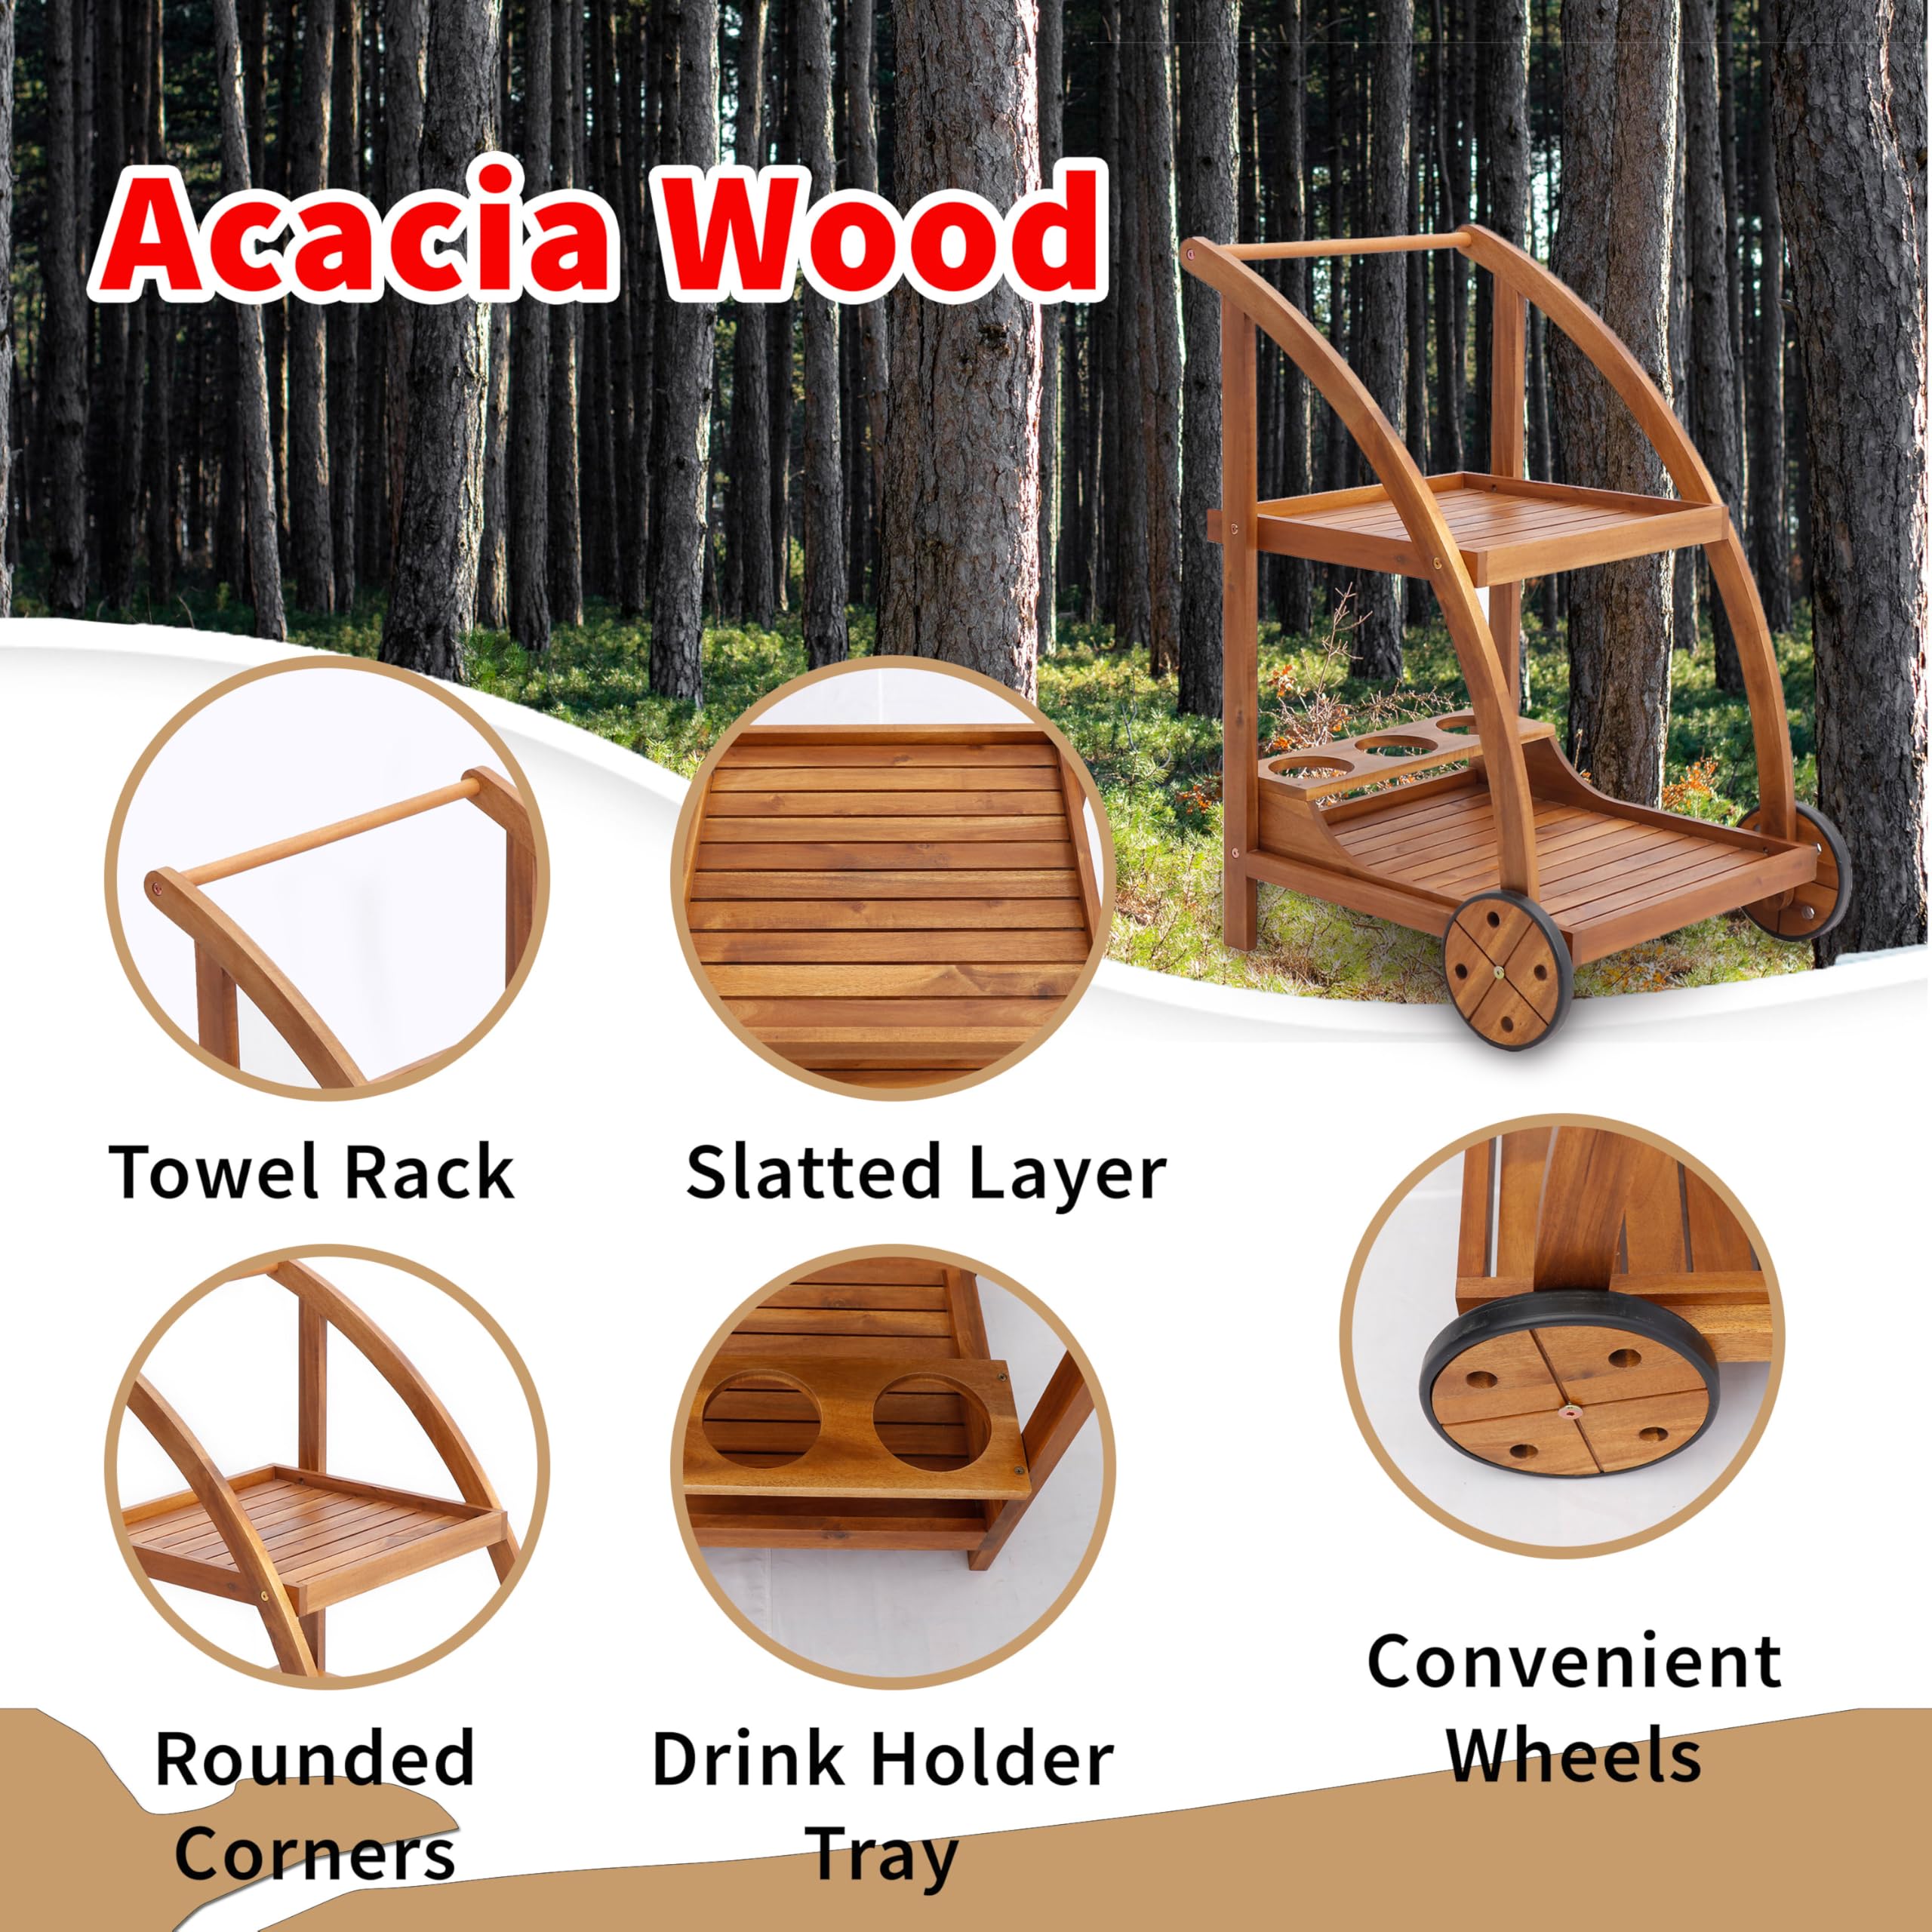 Acacia Wood
Towel Rack
Slatted Layer
Rounded
Corners
Drink Holder
Tray
Convenient
Wheels